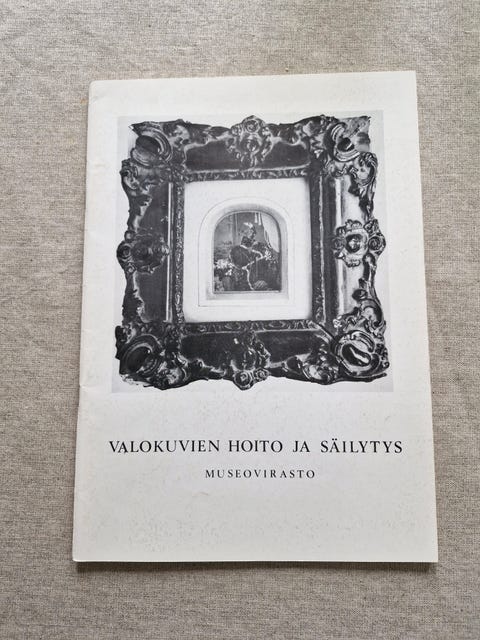 VALOKUVIEN HOITO JA SÄILYTYS
MUSEOVIRASTO